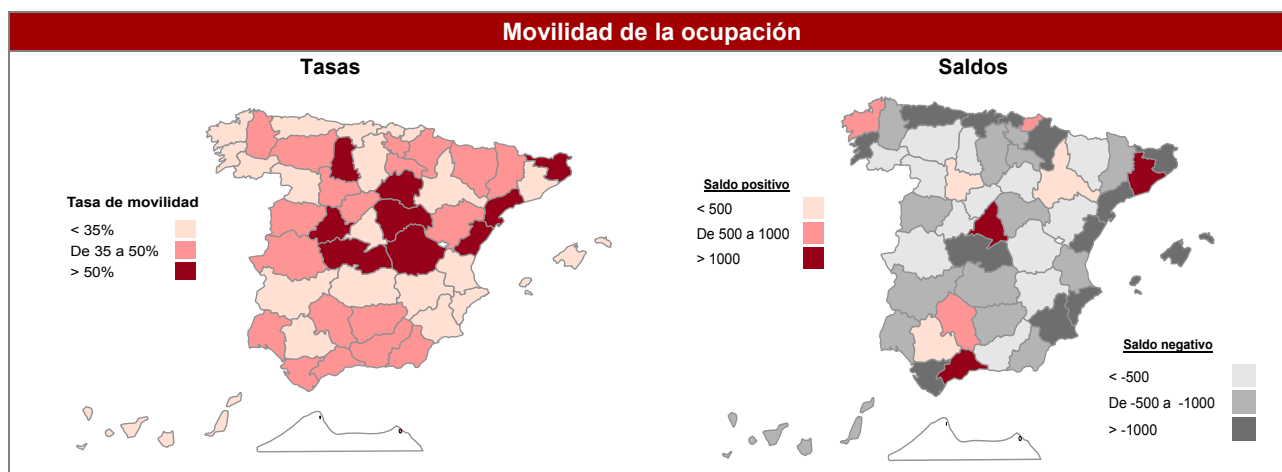 Movilidad de la ocupación
Tasas
Saldos
Tasa de movilidad
< 35%
De 35 a 50%
> 50%
Saldo positivo
< 500
De 500 a 1000
> 1000
Saldo negativo
< -500
De -500 a -1000
> -1000